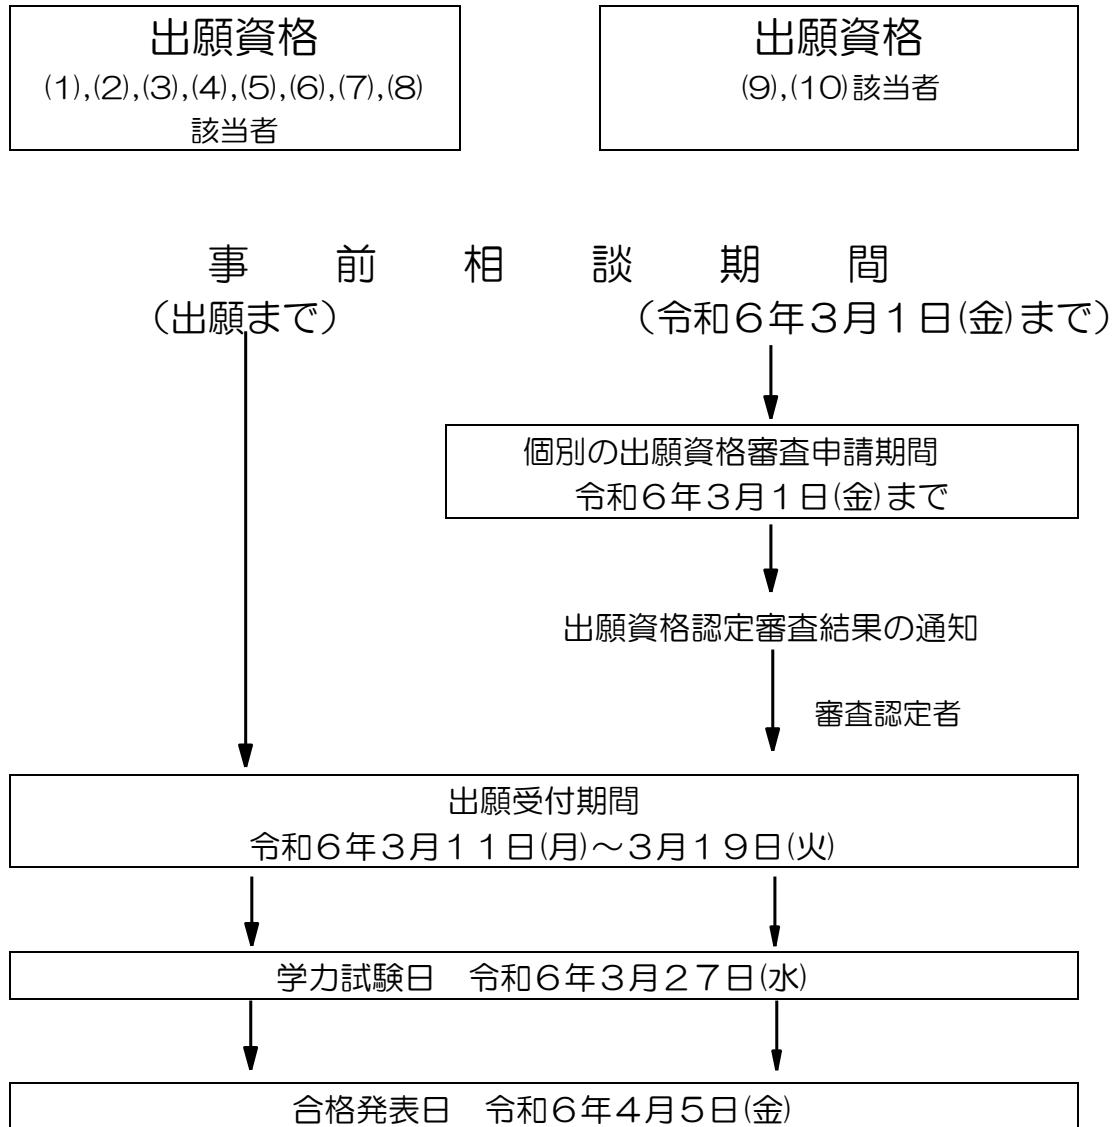 出願資格
(1),(2),(3),(4),(5),(6),(7),(8)
該当者
出願資格
(9),(10)該当者
事　前　相　談　期　間
（出願まで）
（令和６年３月１日(金)まで）
個別の出願資格審査申請期間
令和６年３月１日(金)まで
出願資格認定審査結果の通知
審査認定者
出願受付期間
令和６年３月１１日(月)～３月１９日(火)
学力試験日　令和６年３月２７日(水)
合格発表日　令和６年４月５日(金)